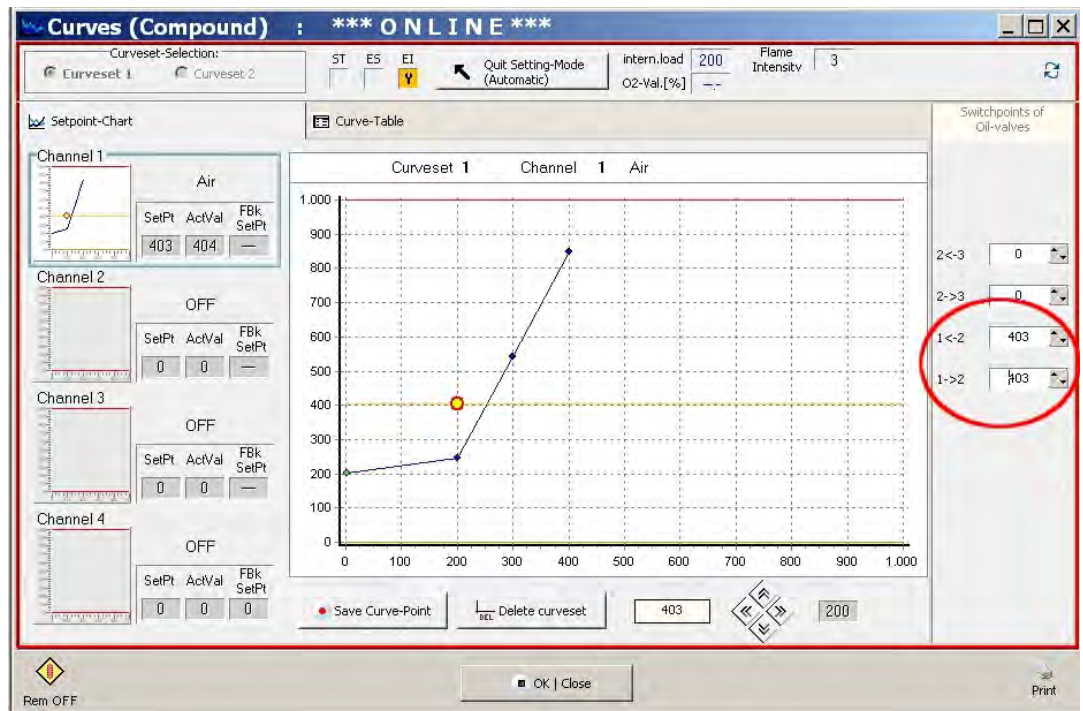 Curves (Compound) : *** O N L I N E ***
Curveset-Selection:
Curveset 1 Curveset 2
ST ES EI
Y
Quit Setting-Mode
(Automatic)
intern.load 200
O2-Val.[%] --.-
Flame
Intensity 3
Setpoint-Chart
Curve-Table
Switchpoints of
Oil-valves
Channel 1
Air
SetPt ActVal FBk
SetPt
403 404 —
Channel 2
OFF
SetPt ActVal FBk
SetPt
0 0 —
Channel 3
OFF
SetPt ActVal FBk
SetPt
0 0 —
Channel 4
OFF
SetPt ActVal FBk
SetPt
0 0 0
Curveset 1 Channel 1 Air
1.000
900
800
700
600
500
400
300
200
100
0
0 100 200 300 400 500 600 700 800 900 1.000
2<-3 0
2->3 0
1<-2 403
1->2 403
Save Curve-Point
DEL Delete curveset
403
200
Rem OFF
OK | Close
Print